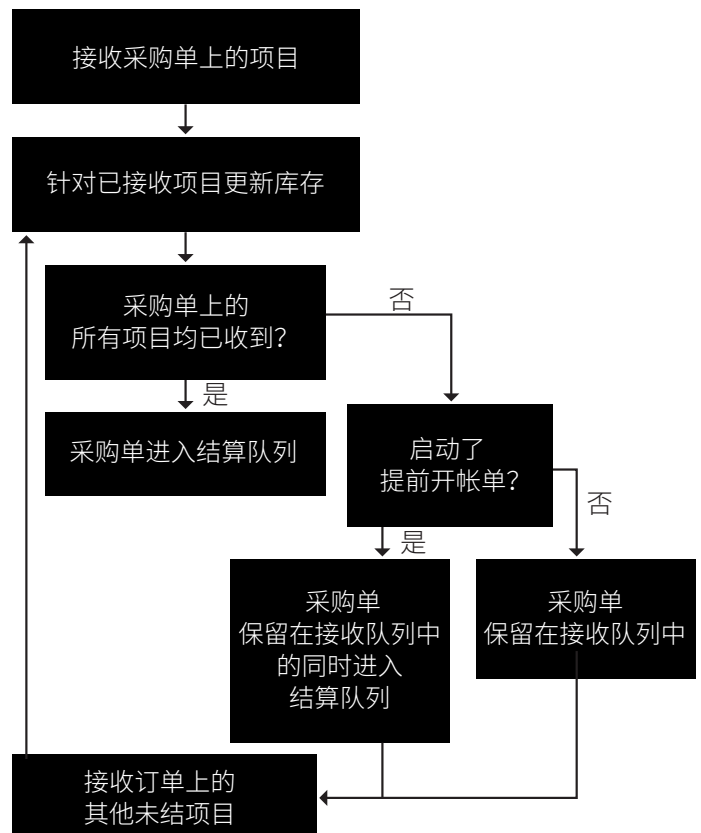 接收采购单上的项目
针对已接收项目更新库存
采购单上的
所有项目均已收到?
否
是
采购单进入结算队列
启动了
提前开帐单?
否
是
采购单
保留在接收队列中
的同时进入
结算队列
采购单
保留在接收队列中
接收订单上的
其他未结项目